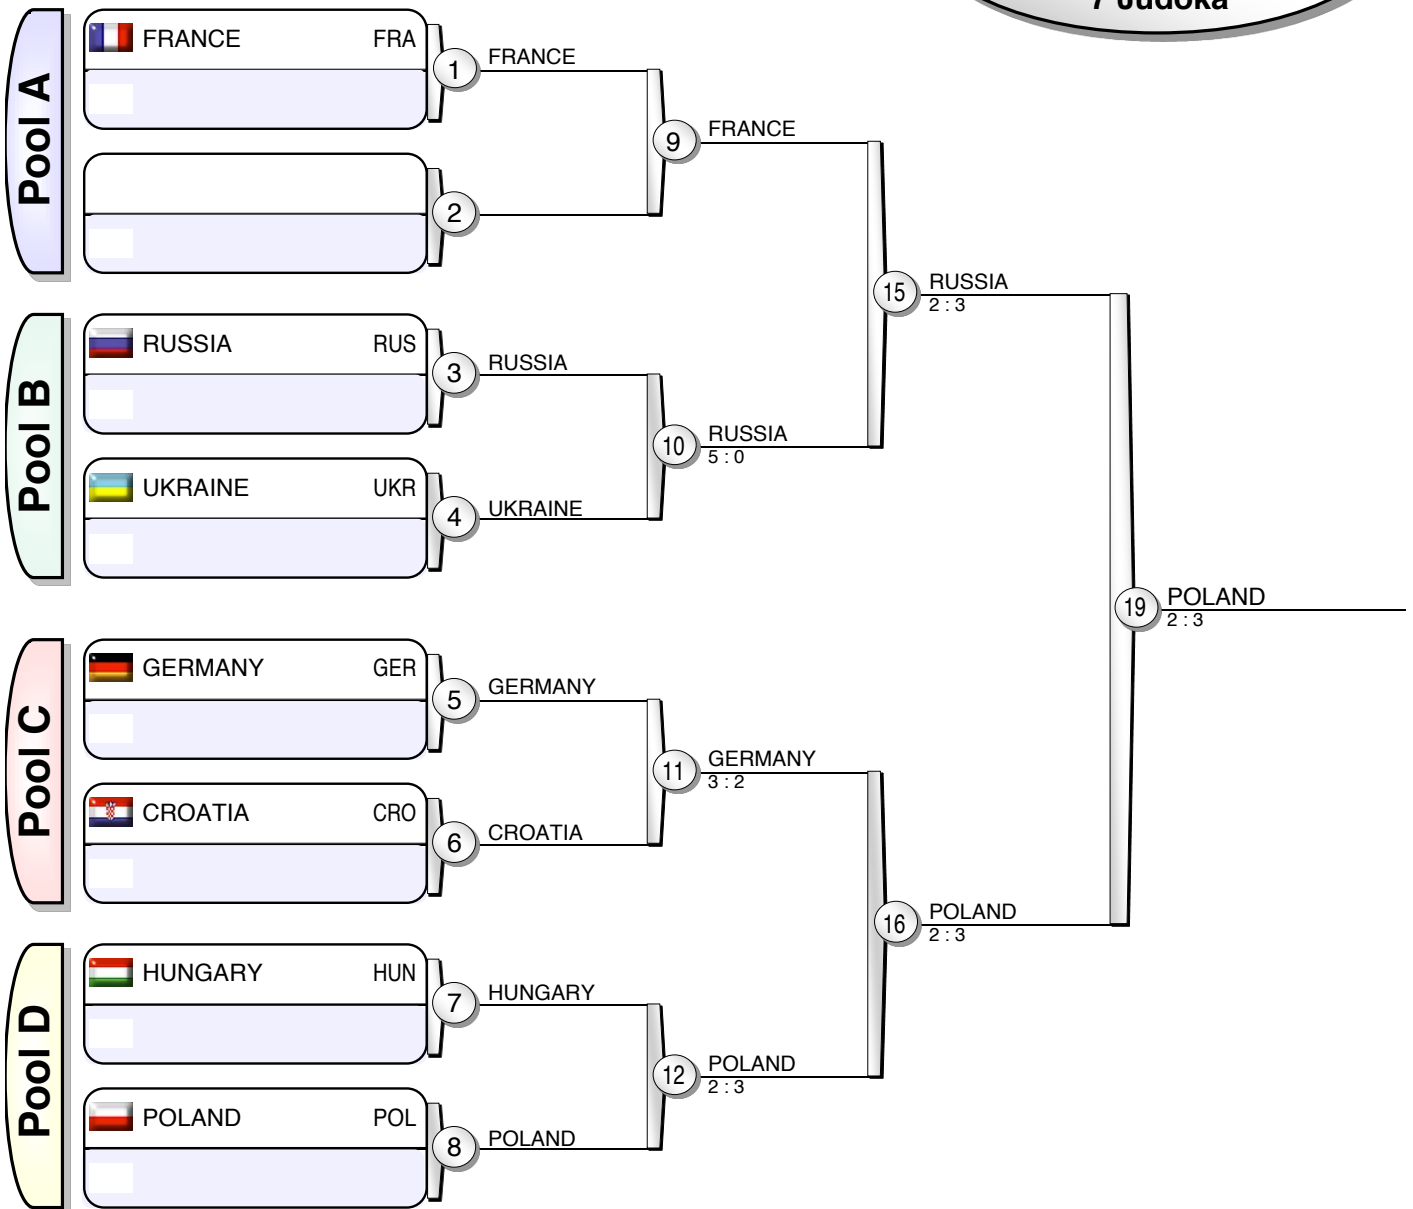 7 Judoka
Pool A
FRANCE FRA
1
FRANCE
2
9
FRANCE
Pool B
RUSSIA RUS
3
RUSSIA
UKRAINE UKR
4
UKRAINE
10
RUSSIA
5 : 0
15
RUSSIA
2 : 3
Pool C
GERMANY GER
5
GERMANY
CROATIA CRO
6
CROATIA
11
GERMANY
3 : 2
Pool D
HUNGARY HUN
7
HUNGARY
POLAND POL
8
POLAND
12
POLAND
2 : 3
16
POLAND
2 : 3
19
POLAND
2 : 3